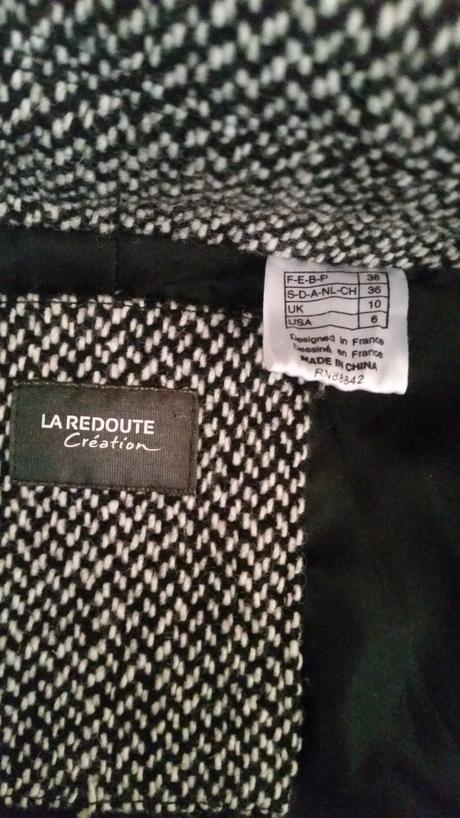 F-E-B-P 38
S-D-A-NL-CH 36
UK 10
USA 6
Designed in France
Dessiné en France
MADE IN CHINA
RN88842
LA REDOUTE
Création